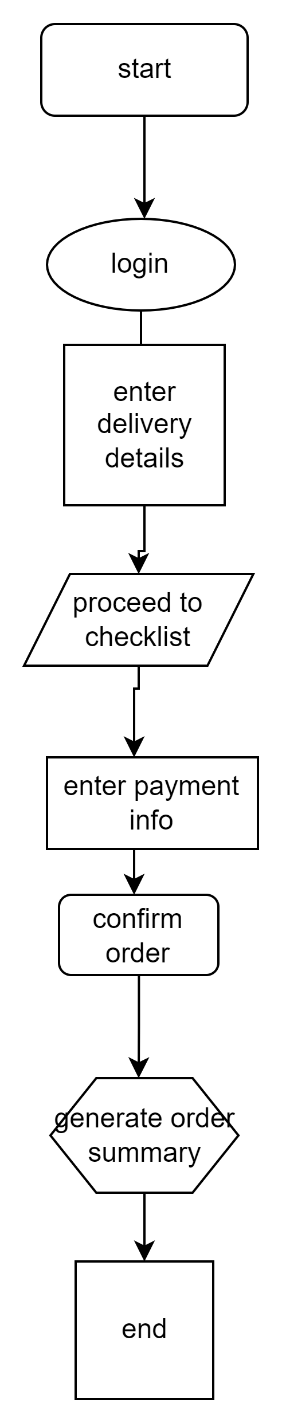 start
login
enter
delivery
details
proceed to
checklist
enter payment
info
confirm
order
generate order
summary
end